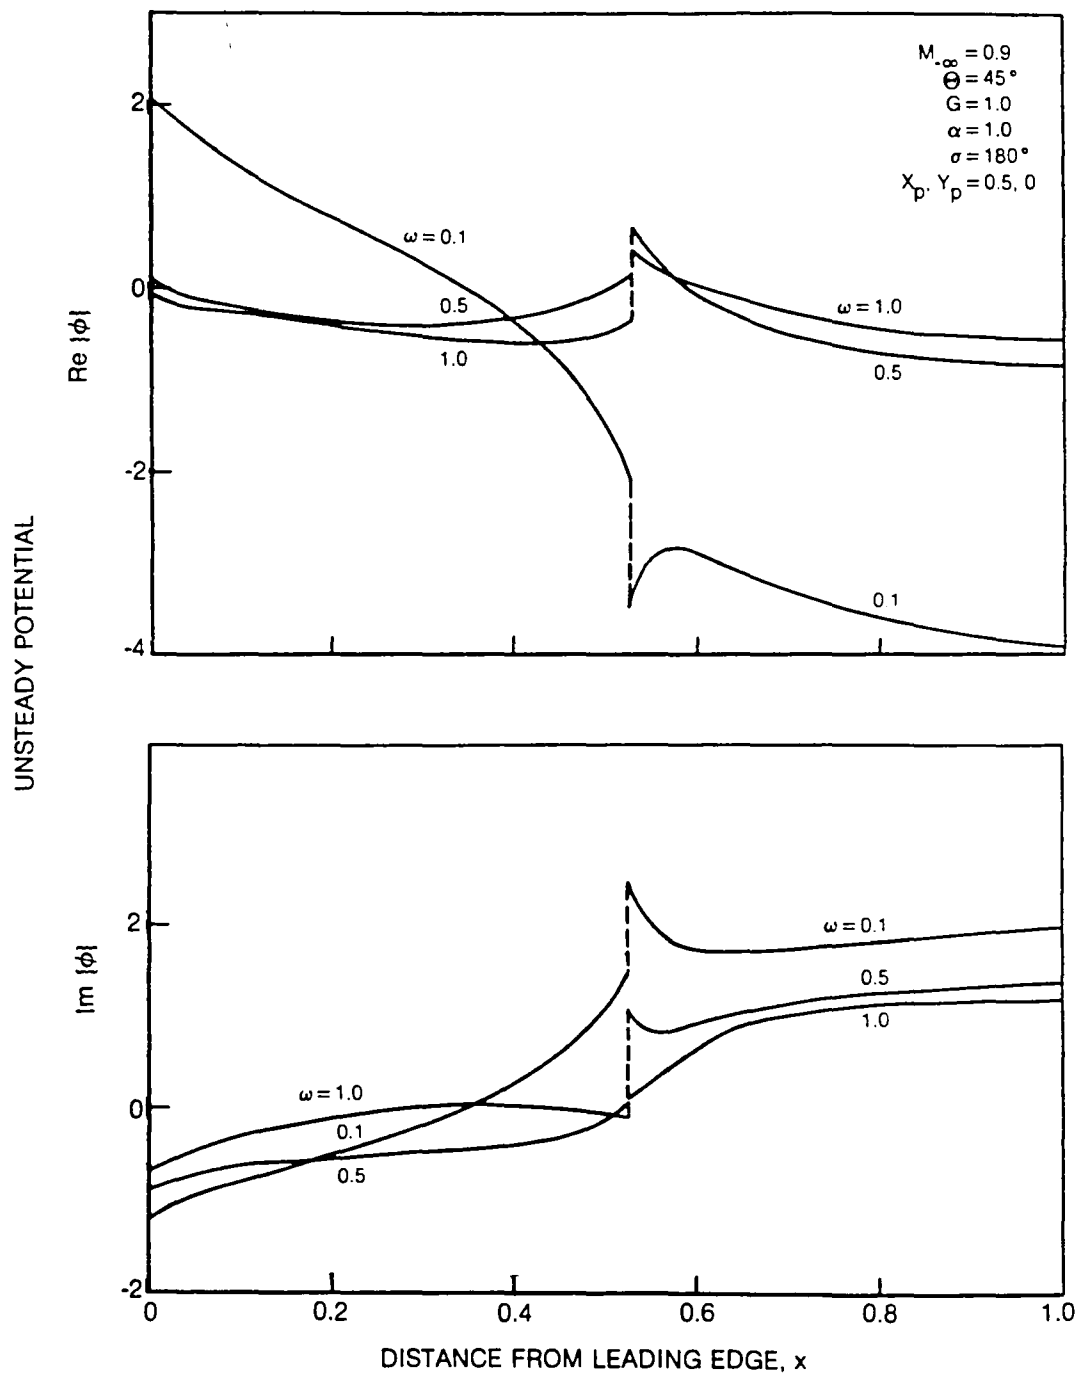 M-∞ = 0.9
Θ = 45°
G = 1.0
α = 1.0
σ = 180°
Xp, Yp = 0.5, 0
2
0
-2
-4
Re {ϕ}
ω = 0.1
0.5
1.0
ω = 1.0
0.5
0.1
UNSTEADY POTENTIAL
2
0
-2
Im {ϕ}
ω = 1.0
0.1
0.5
ω = 0.1
0.5
1.0
0
0.2
0.4
0.6
0.8
1.0
DISTANCE FROM LEADING EDGE, x